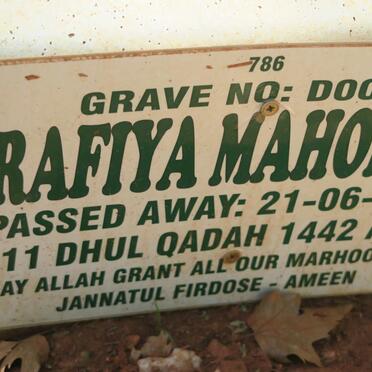 786
GRAVE NO: DOO
RAFIYA MAHO
PASSED AWAY: 21-06-
11 DHUL QADAH 1442 A
AY ALLAH GRANT ALL OUR MARHOO
JANNATUL FIRDOSE - AMEEN